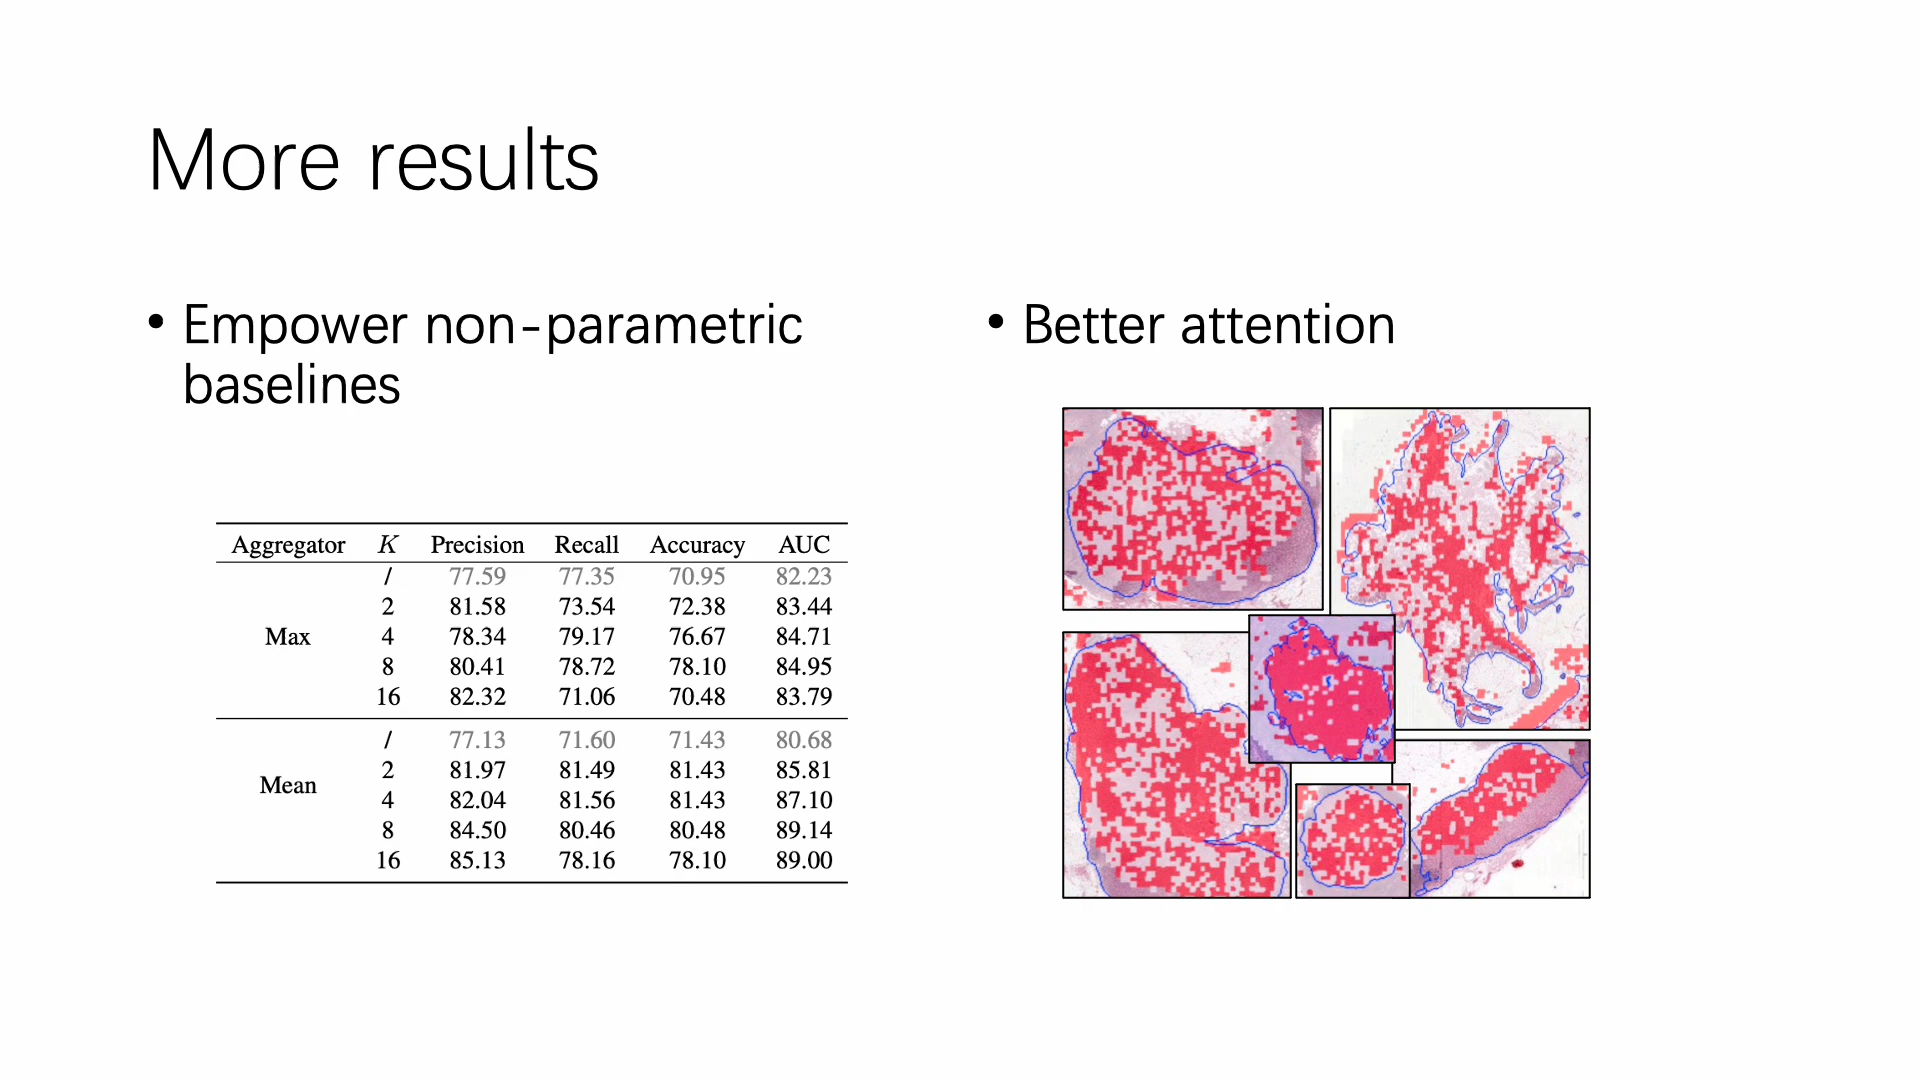 More results
• Empower non-parametric
baselines
Aggregator K Precision Recall Accuracy AUC
Max
/ 77.59 77.35 70.95 82.23
2 81.58 73.54 72.38 83.44
4 78.34 79.17 76.67 84.71
8 80.41 78.72 78.10 84.95
16 82.32 71.06 70.48 83.79
Mean
/ 77.13 71.60 71.43 80.68
2 81.97 81.49 81.43 85.81
4 82.04 81.56 81.43 87.10
8 84.50 80.46 80.48 89.14
16 85.13 78.16 78.10 89.00
• Better attention